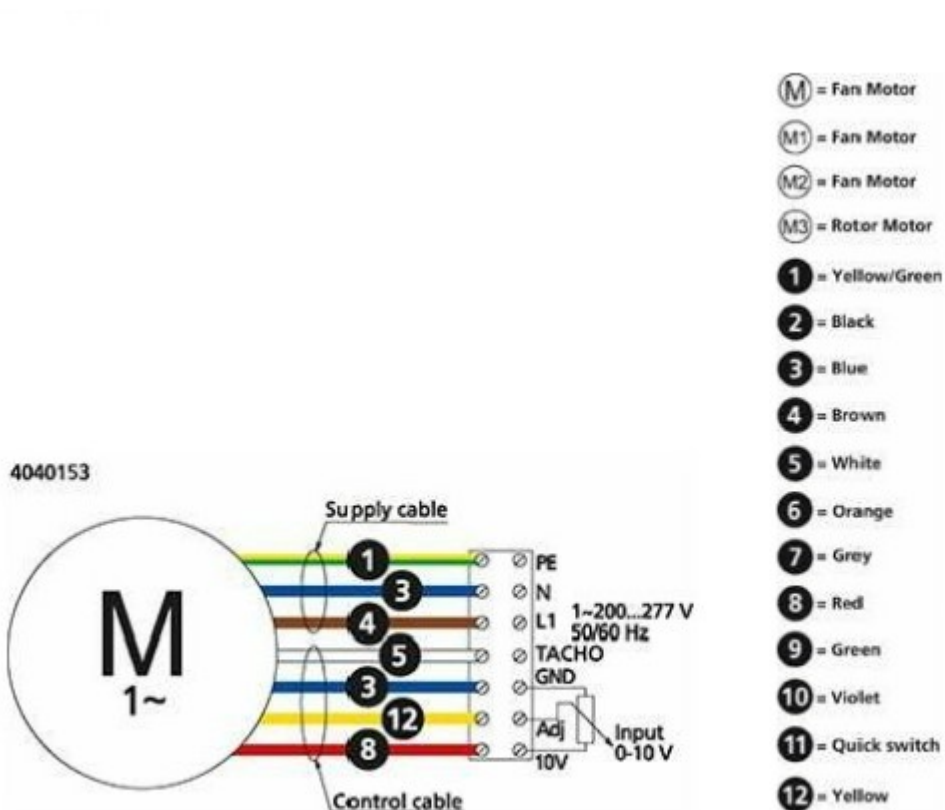 M = Fan Motor
M1 = Fan Motor
M2 = Fan Motor
M3 = Rotor Motor
1 = Yellow/Green
2 = Black
3 = Blue
4 = Brown
5 = White
6 = Orange
7 = Grey
8 = Red
9 = Green
10 = Violet
11 = Quick switch
12 = Yellow
4040153
Supply cable
M
1~
1
3
4
5
3
12
8
PE
N
L1
1~200...277 V
50/60 Hz
TACHO
GND
Adj
10V
Input
0-10 V
Control cable